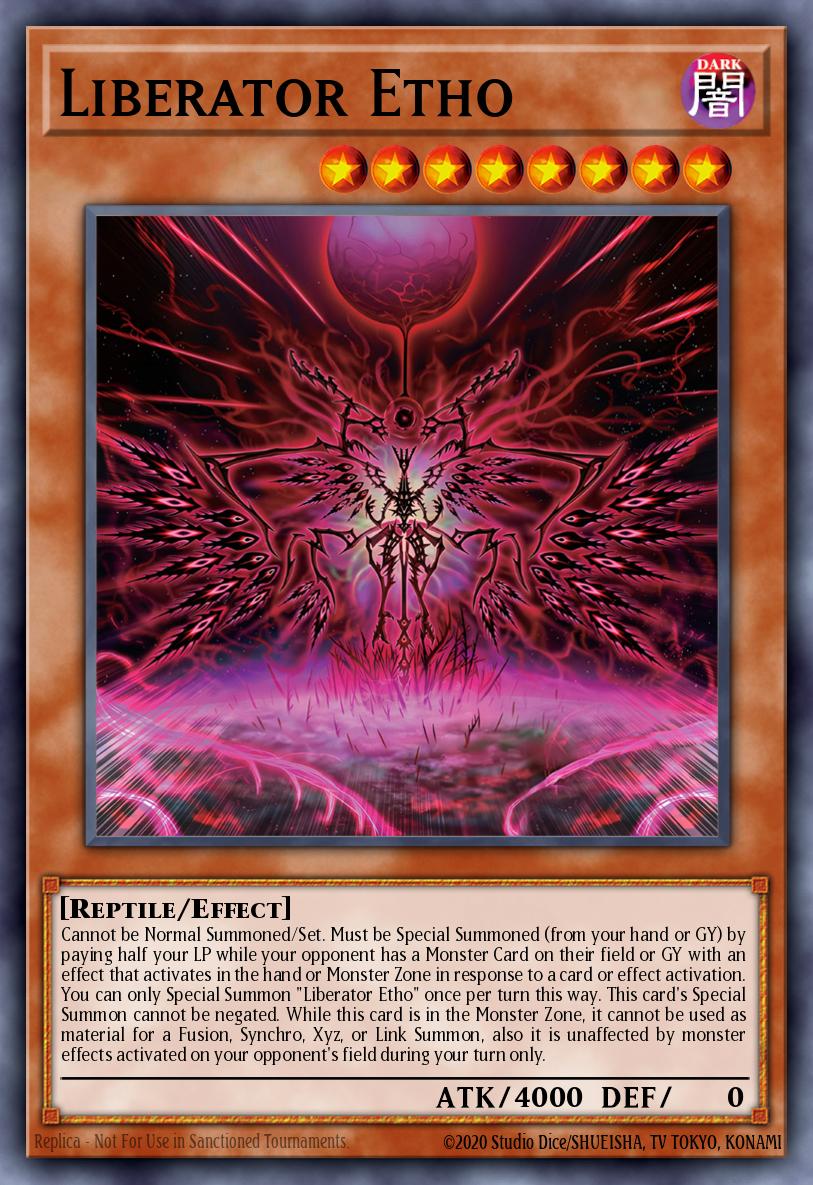 Liberator Etho
DARK
闇
[Reptile/Effect]
Cannot be Normal Summoned/Set. Must be Special Summoned (from your hand or GY) by
paying half your LP while your opponent has a Monster Card on their field or GY with an
effect that activates in the hand or Monster Zone in response to a card or effect activation.
You can only Special Summon "Liberator Etho" once per turn this way. This card's Special
Summon cannot be negated. While this card is in the Monster Zone, it cannot be used as
material for a Fusion, Synchro, Xyz, or Link Summon, also it is unaffected by monster
effects activated on your opponent's field during your turn only.
ATK/4000 DEF/ 0
Replica - Not For Use in Sanctioned Tournaments. ©2020 Studio Dice/SHUEISHA, TV TOKYO, KONAMI